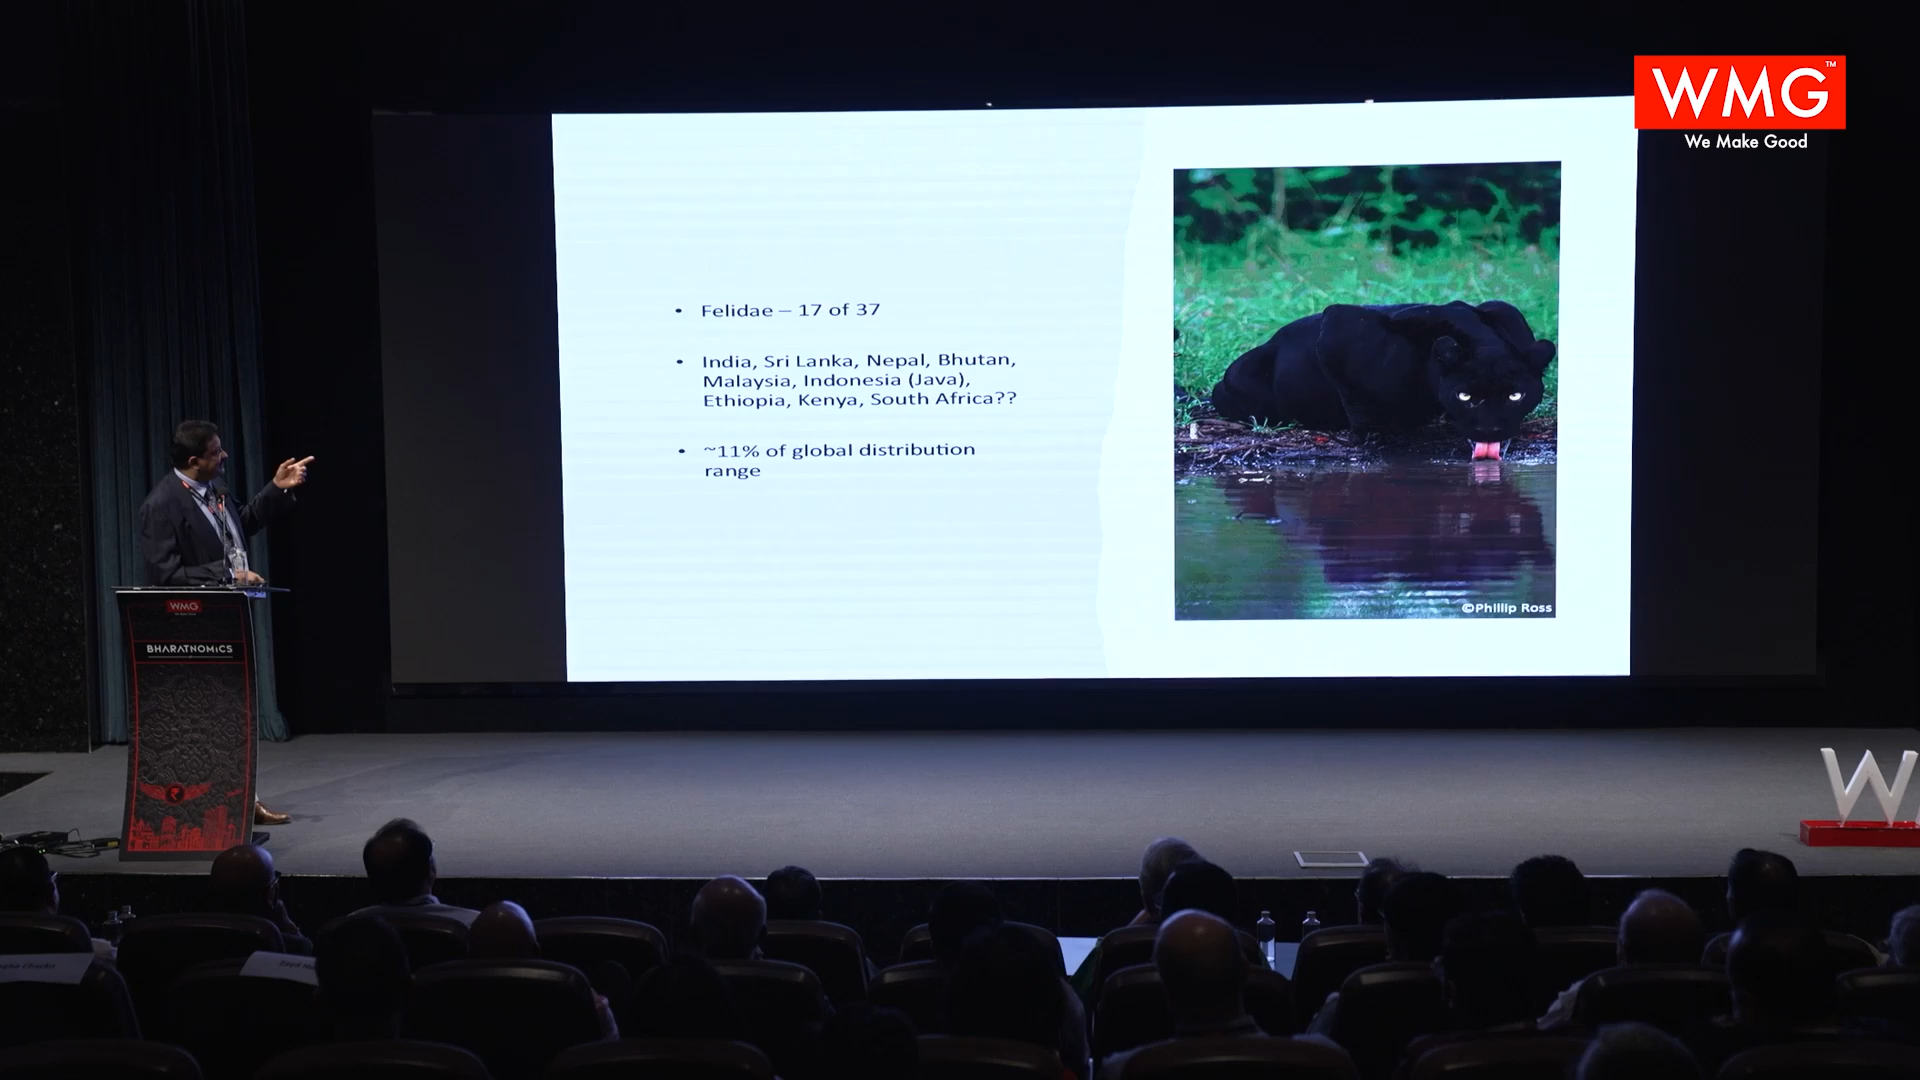 WMG™
We Make Good
• Felidae – 17 of 37
• India, Sri Lanka, Nepal, Bhutan,
Malaysia, Indonesia (Java),
Ethiopia, Kenya, South Africa??
• ~11% of global distribution
range
©Phillip Ross
WMG
BHARATNOMiCS
W